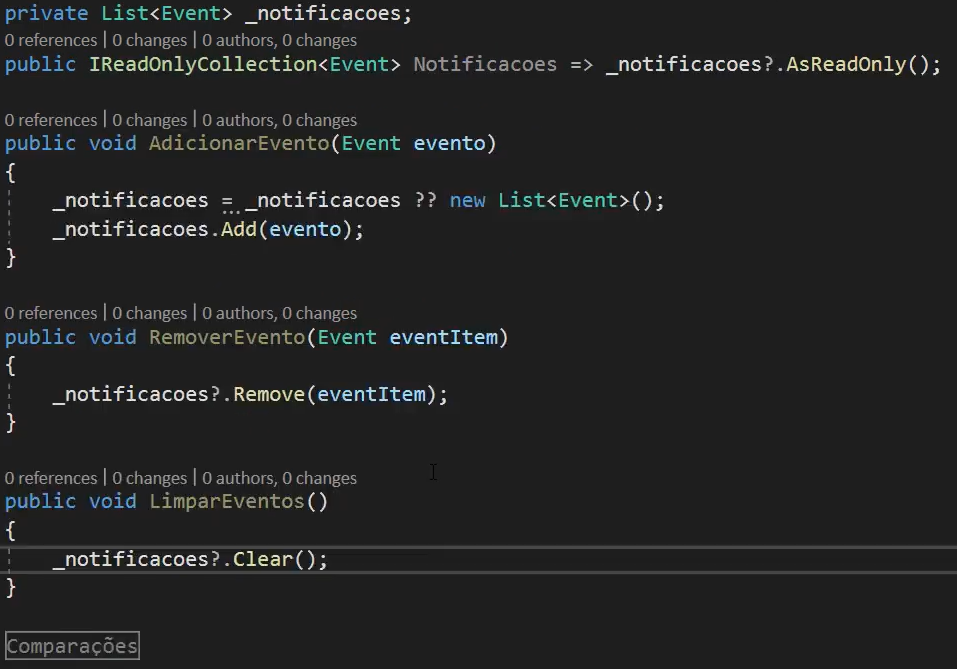 private List<Event> _notificacoes;
0 references | 0 changes | 0 authors, 0 changes
public IReadOnlyCollection<Event> Notificacoes => _notificacoes?.AsReadOnly();
0 references | 0 changes | 0 authors, 0 changes
public void AdicionarEvento(Event evento)
{
_notificacoes = _notificacoes ?? new List<Event>();
_notificacoes.Add(evento);
}
0 references | 0 changes | 0 authors, 0 changes
public void RemoverEvento(Event eventItem)
{
_notificacoes?.Remove(eventItem);
}
0 references | 0 changes | 0 authors, 0 changes
public void LimparEventos()
{
_notificacoes?.Clear();
}
Comparações